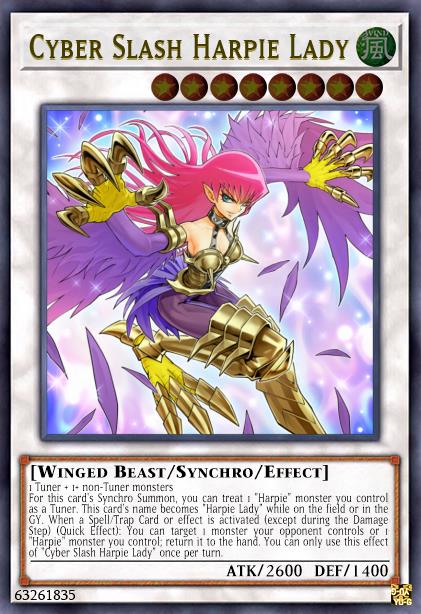 CYBER SLASH HARPIE LADY
WIND
風
[WINGED BEAST/SYNCHRO/EFFECT]
1 Tuner + 1+ non-Tuner monsters
For this card's Synchro Summon, you can treat 1 "Harpie" monster you control
as a Tuner. This card's name becomes "Harpie Lady" while on the field or in the
GY. When a Spell/Trap Card or effect is activated (except during the Damage
Step) (Quick Effect): You can target 1 monster your opponent controls or 1
"Harpie" monster you control; return it to the hand. You can only use this effect
of "Cyber Slash Harpie Lady" once per turn.
ATK/2600 DEF/1400
63261835